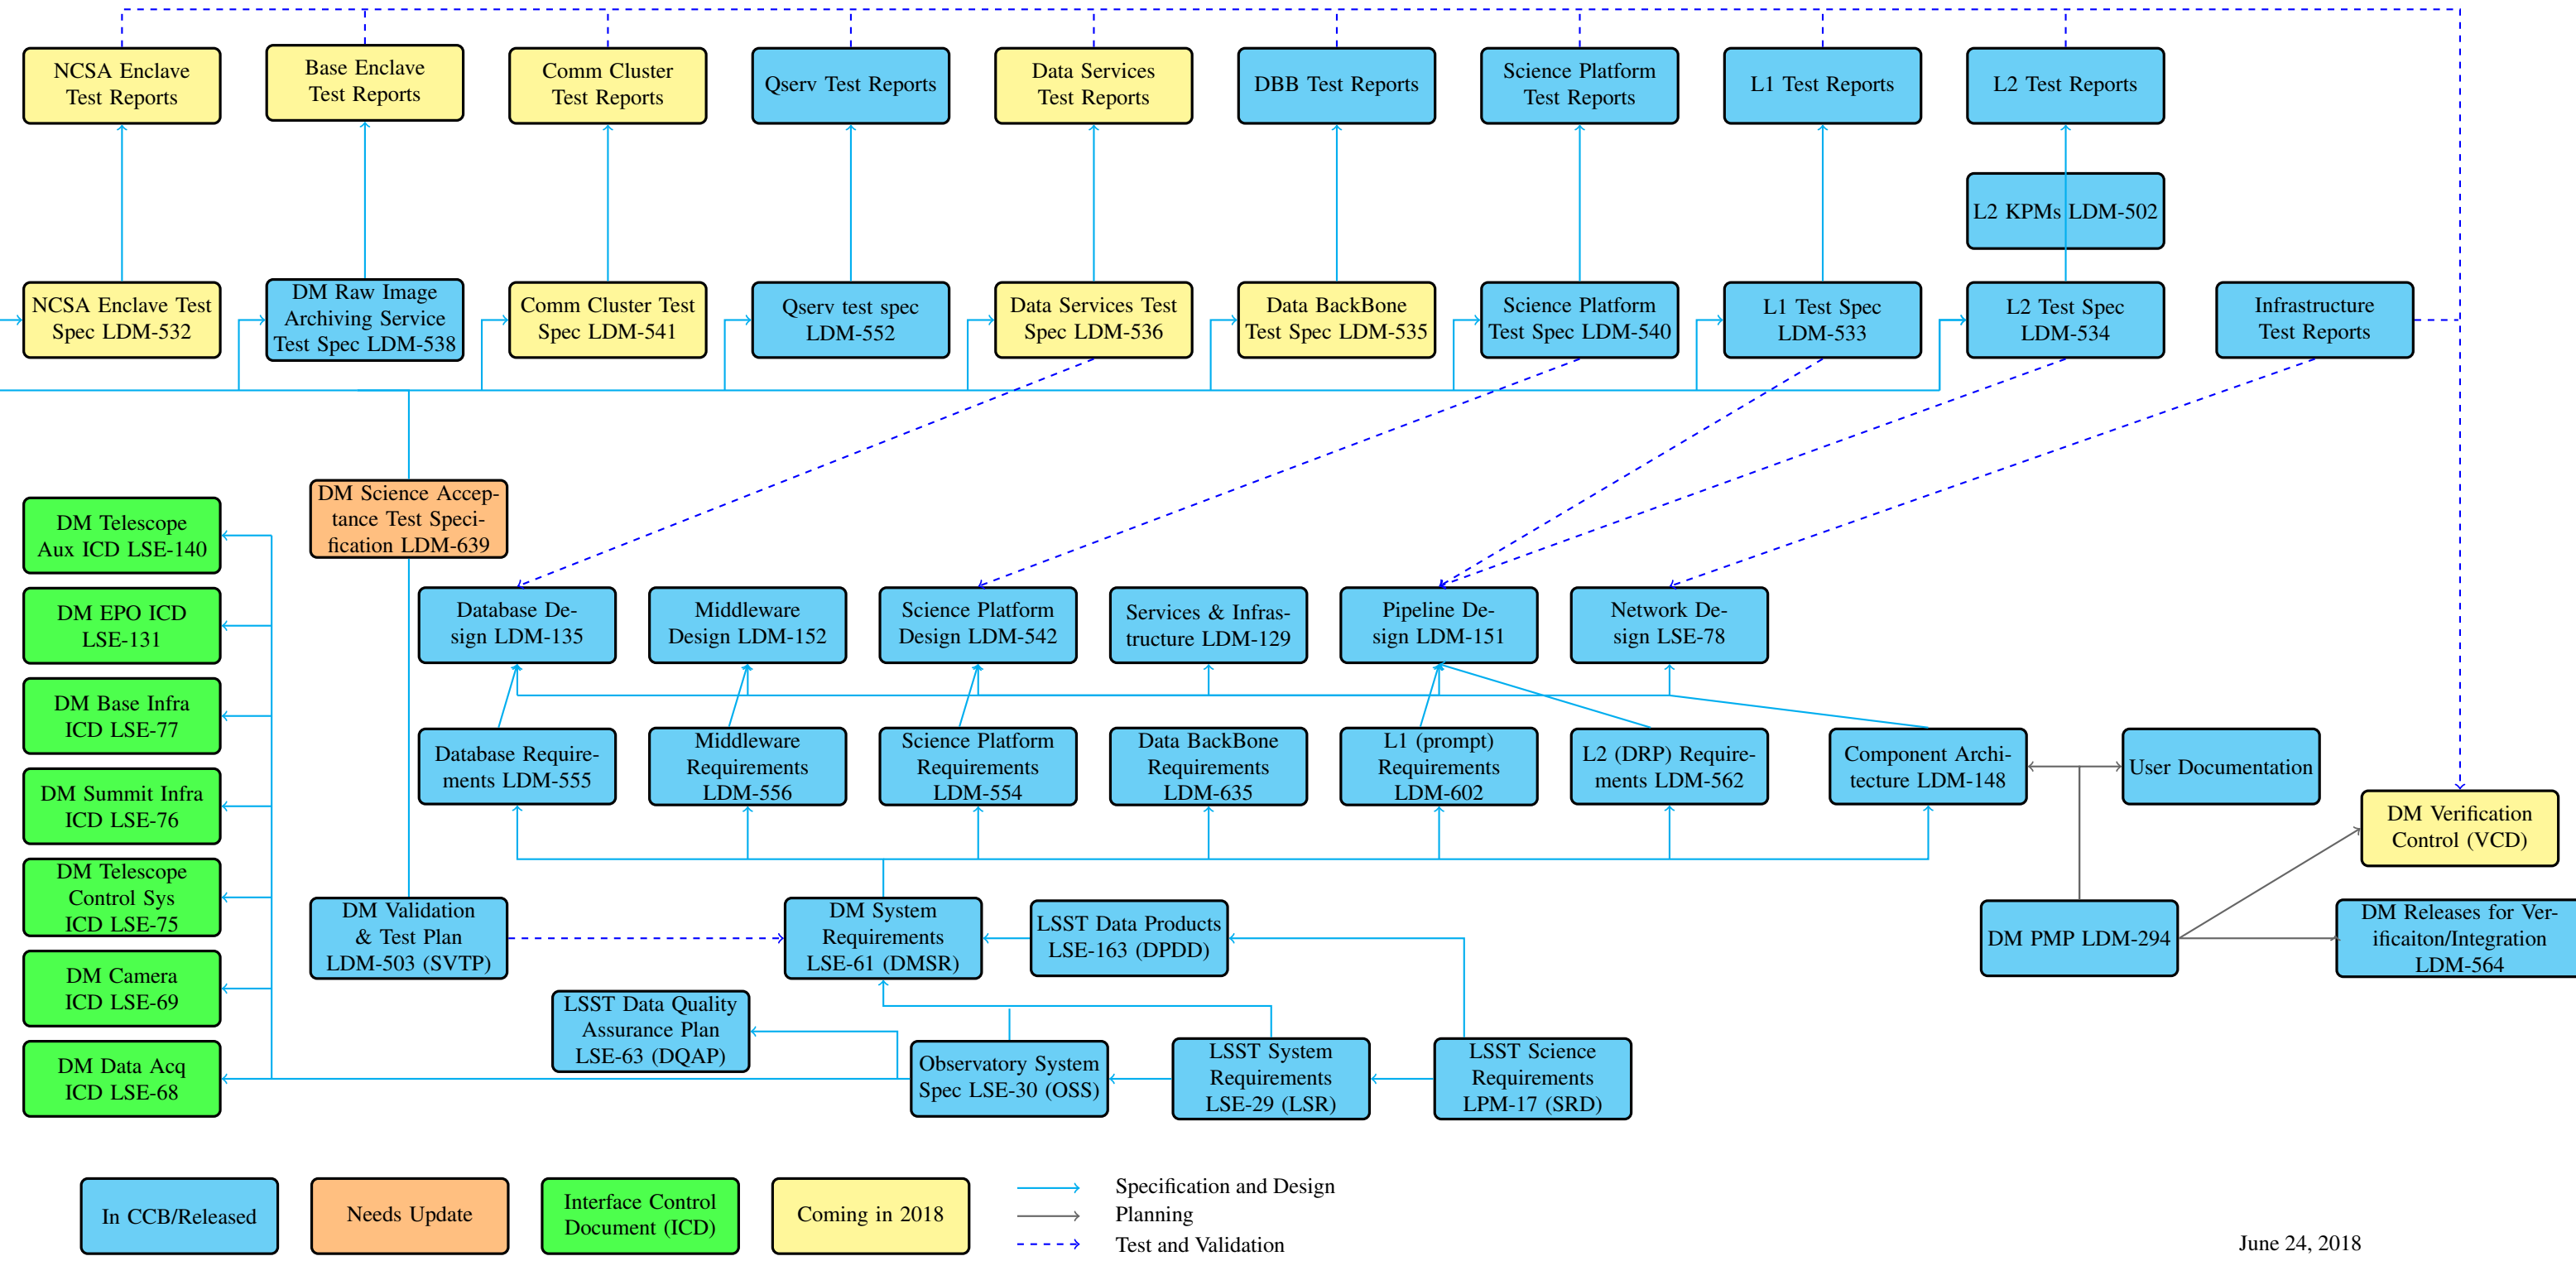 NCSA Enclave
Test Reports
Base Enclave
Test Reports
Comm Cluster
Test Reports
Qserv Test Reports
Data Services
Test Reports
DBB Test Reports
Science Platform
Test Reports
L1 Test Reports
L2 Test Reports
L2 KPMs LDM-502
NCSA Enclave Test
Spec LDM-532
DM Raw Image
Archiving Service
Test Spec LDM-538
Comm Cluster Test
Spec LDM-541
Qserv test spec
LDM-552
Data Services Test
Spec LDM-536
Data BackBone
Test Spec LDM-535
Science Platform
Test Spec LDM-540
L1 Test Spec
LDM-533
L2 Test Spec
LDM-534
Infrastructure
Test Reports
DM Science Accep-
tance Test Speci-
fication LDM-639
DM Telescope
Aux ICD LSE-140
DM EPO ICD
LSE-131
DM Base Infra
ICD LSE-77
DM Summit Infra
ICD LSE-76
DM Telescope
Control Sys
ICD LSE-75
DM Camera
ICD LSE-69
DM Data Acq
ICD LSE-68
Database De-
sign LDM-135
Middleware
Design LDM-152
Science Platform
Design LDM-542
Services & Infras-
tructure LDM-129
Pipeline De-
sign LDM-151
Network De-
sign LSE-78
Database Require-
ments LDM-555
Middleware
Requirements
LDM-556
Science Platform
Requirements
LDM-554
Data BackBone
Requirements
LDM-635
L1 (prompt)
Requirements
LDM-602
L2 (DRP) Require-
ments LDM-562
Component Archi-
tecture LDM-148
User Documentation
DM Verification
Control (VCD)
DM Validation
& Test Plan
LDM-503 (SVTP)
DM System
Requirements
LSE-61 (DMSR)
LSST Data Products
LSE-163 (DPDD)
DM PMP LDM-294
DM Releases for Ver-
ificaiton/Integration
LDM-564
LSST Data Quality
Assurance Plan
LSE-63 (DQAP)
Observatory System
Spec LSE-30 (OSS)
LSST System
Requirements
LSE-29 (LSR)
LSST Science
Requirements
LPM-17 (SRD)
In CCB/Released
Needs Update
Interface Control
Document (ICD)
Coming in 2018
Specification and Design
Planning
Test and Validation
June 24, 2018